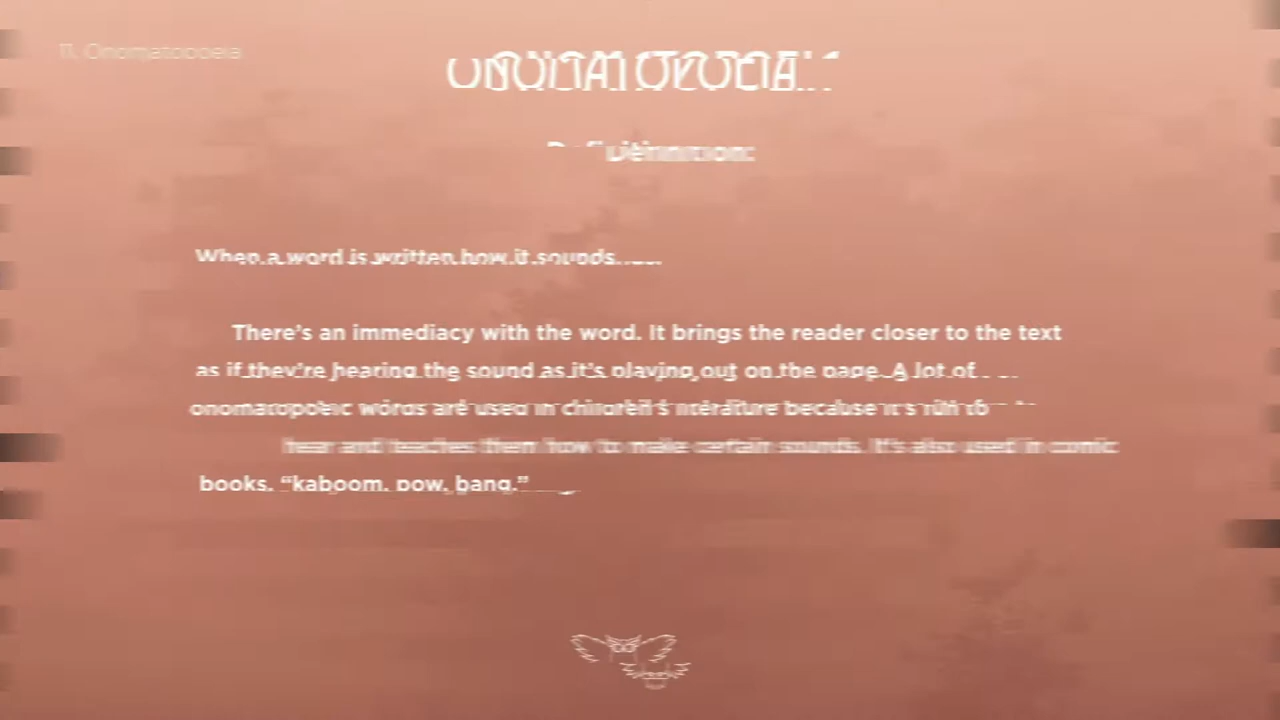 11. Onomatopoeia
ONOMATOPOEIA
Definition:
When a word is written how it sounds.
There's an immediacy with the word. It brings the reader closer to the text
as if they're hearing the sound as it's playing out on the page. A lot of
onomatopoeic words are used in children's literature because it's fun to
hear and teaches them how to make certain sounds. It's also used in comic
books. “kaboom, pow, bang.”